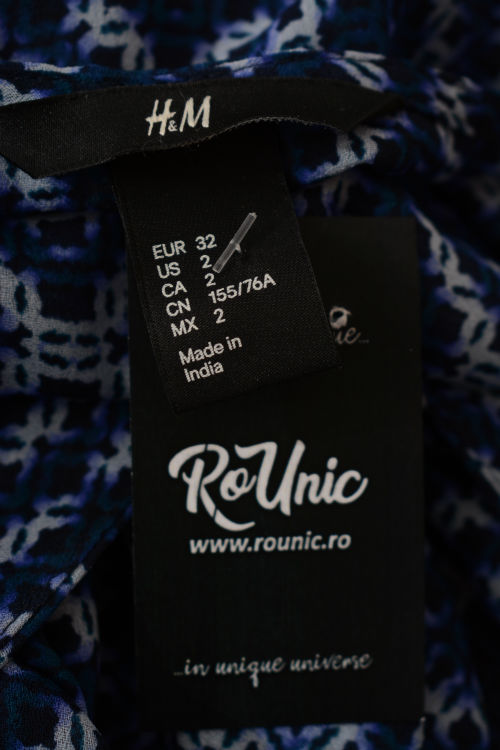 H&M
EUR 32
US 2
CA 2
CN 155/76A
MX 2
Made in
India
RoUnic
www.rounic.ro
...in unique universe